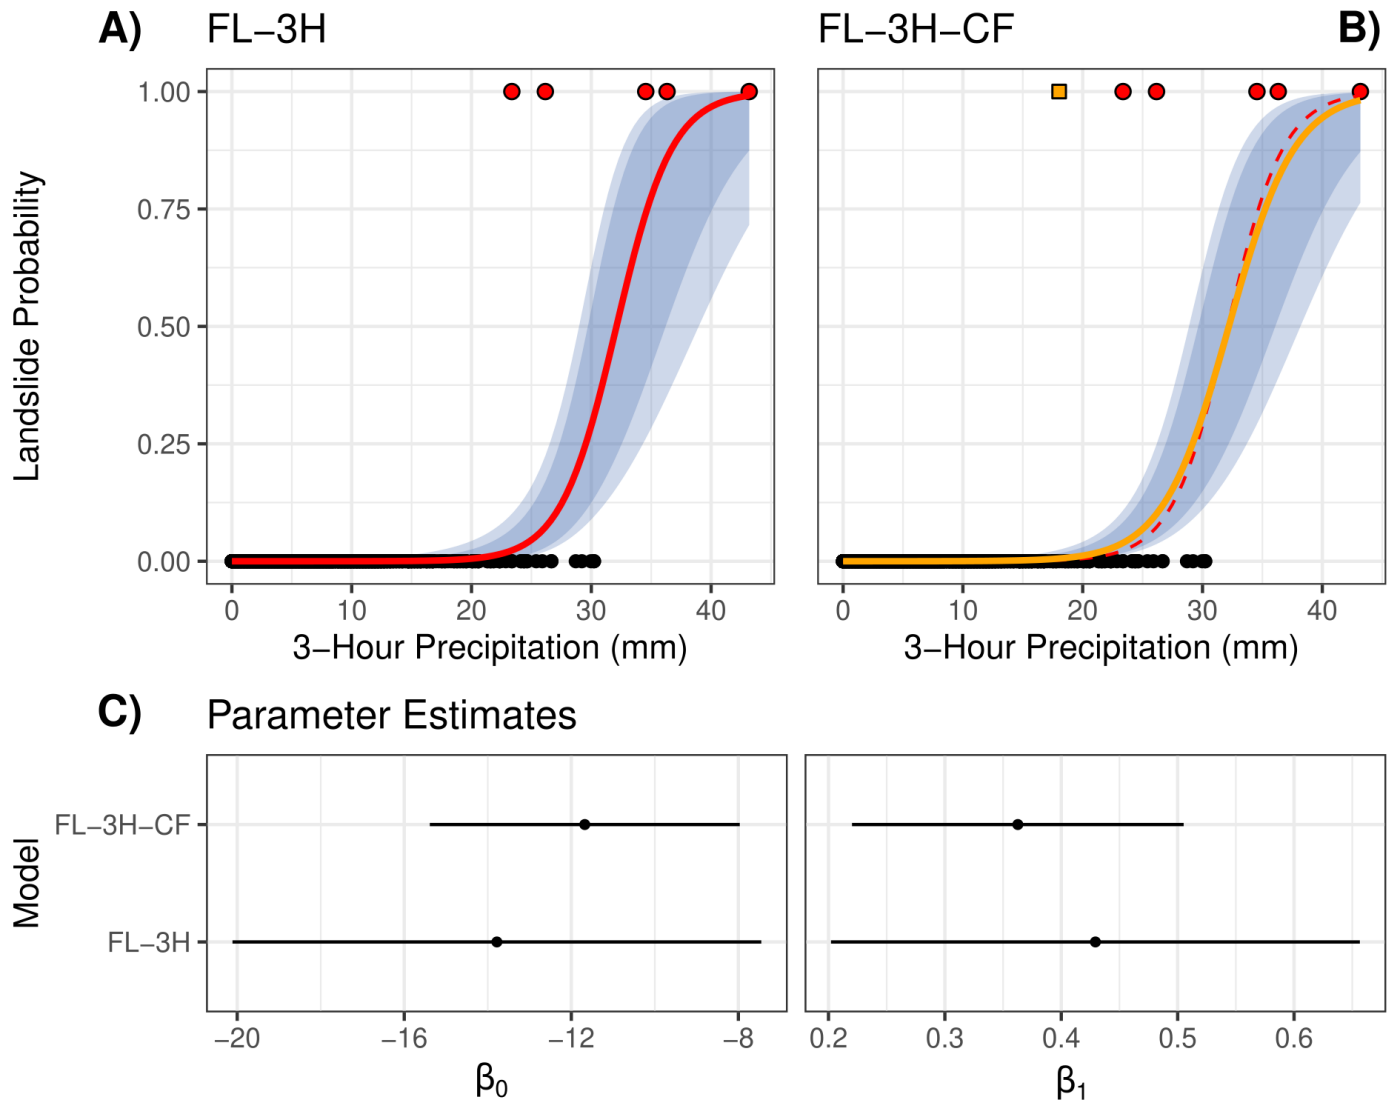 A) FL−3H
FL−3H−CF B)
Landslide Probability
1.00
0.75
0.50
0.25
0.00
0 10 20 30 40
0 10 20 30 40
3−Hour Precipitation (mm)
3−Hour Precipitation (mm)
C) Parameter Estimates
Model
FL−3H−CF
FL−3H
−20 −16 −12 −8
0.2 0.3 0.4 0.5 0.6
β₀
β₁